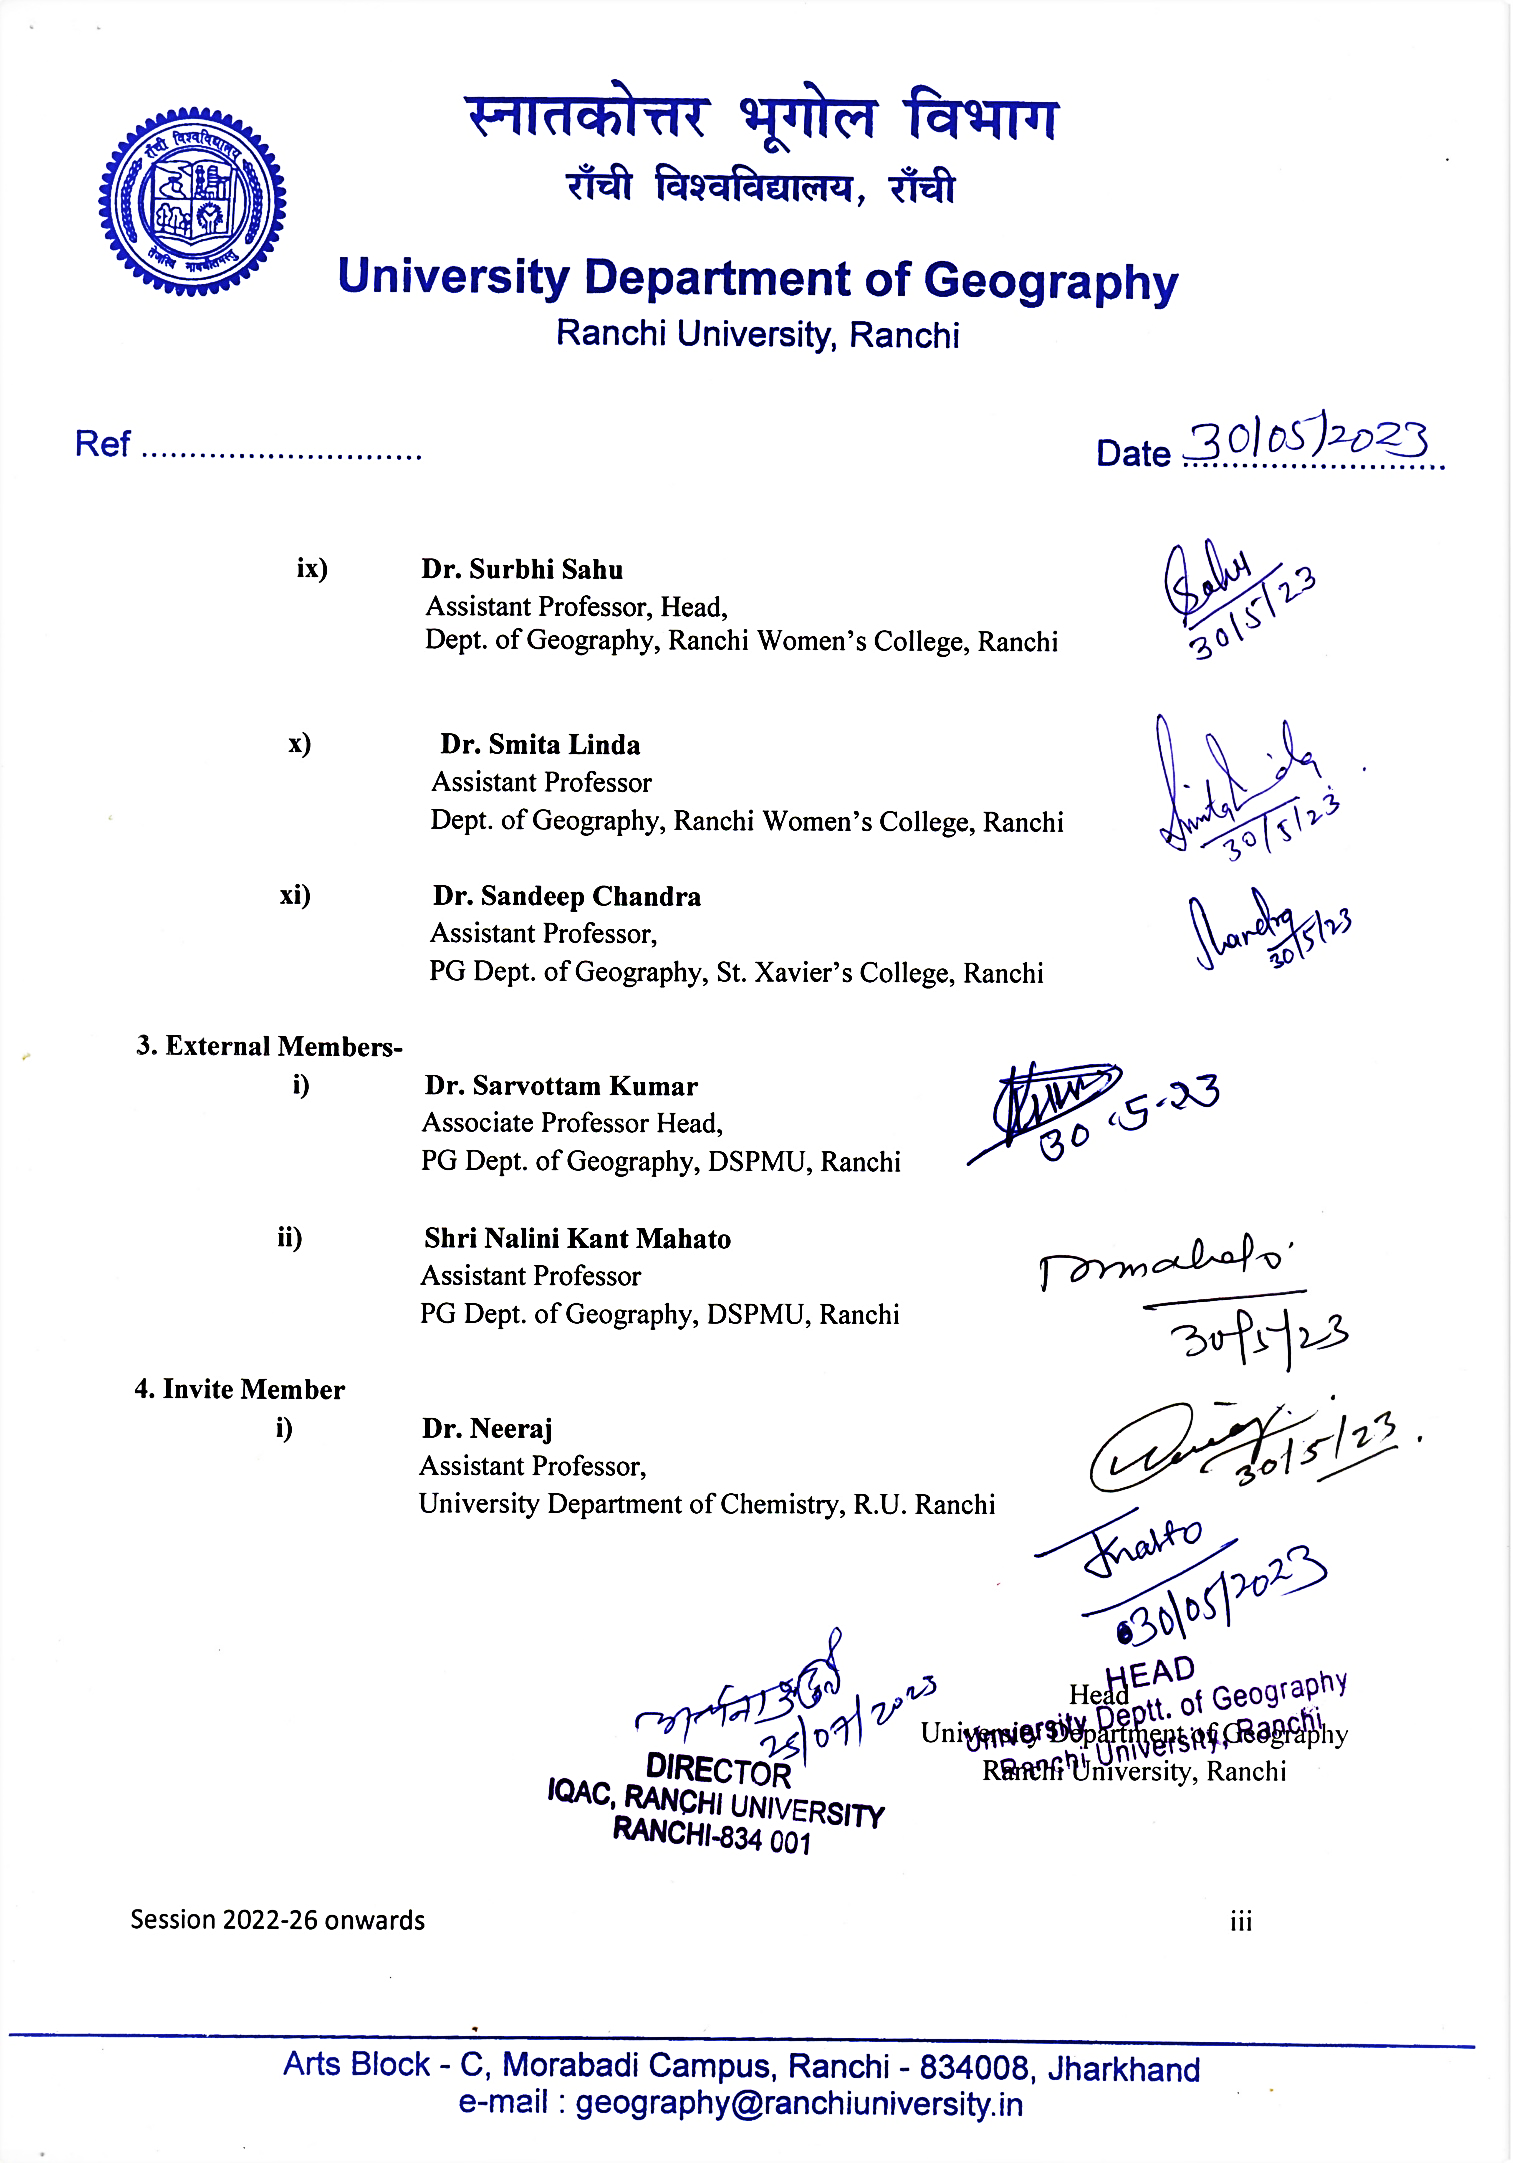 स्नातकोत्तर भूगोल विभाग
राँची विश्वविद्यालय, राँची
राँची विश्वविद्यालय
University Department of Geography
Ranchi University, Ranchi
Ref ..............................
Date 30/05/2023
ix) Dr. Surbhi Sahu
Assistant Professor, Head,
Dept. of Geography, Ranchi Women’s College, Ranchi
Sahu
30/5/23
x) Dr. Smita Linda
Assistant Professor
Dept. of Geography, Ranchi Women’s College, Ranchi
Smita Linda
30/5/23
xi) Dr. Sandeep Chandra
Assistant Professor,
PG Dept. of Geography, St. Xavier’s College, Ranchi
30/5/23
3. External Members-
i) Dr. Sarvottam Kumar
Associate Professor Head,
PG Dept. of Geography, DSPMU, Ranchi
30.5-23
ii) Shri Nalini Kant Mahato
Assistant Professor
PG Dept. of Geography, DSPMU, Ranchi
30/5/23
4. Invite Member
i) Dr. Neeraj
Assistant Professor,
University Department of Chemistry, R.U. Ranchi
30/5/23.
30/05/2023
HEAD
University Deptt. of Geography
Ranchi University, Ranchi
Head
University Department of Geography
Ranchi University, Ranchi
25/07/2023
DIRECTOR
IQAC, RANCHI UNIVERSITY
RANCHI-834 001
Session 2022-26 onwards iii
Arts Block - C, Morabadi Campus, Ranchi - 834008, Jharkhand
e-mail : geography@ranchiuniversity.in